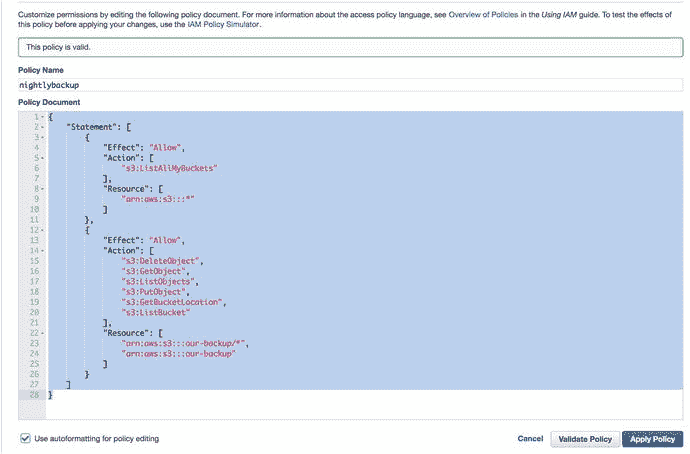 Customize permissions by editing the following policy document. For more information about the access policy language, see Overview of Policies in the Using IAM guide. To test the effects of
this policy before applying your changes, use the IAM Policy Simulator.
This policy is valid.
Policy Name
nightlybackup
Policy Document
1 {
2 "Statement": [
3 {
4 "Effect": "Allow",
5 "Action": [
6 "s3:ListAllMyBuckets"
7 ],
8 "Resource": [
9 "arn:aws:s3:::*"
10 ]
11 },
12 {
13 "Effect": "Allow",
14 "Action": [
15 "s3:DeleteObject",
16 "s3:GetObject",
17 "s3:ListObjects",
18 "s3:PutObject",
19 "s3:GetBucketLocation",
20 "s3:ListBucket"
21 ],
22 "Resource": [
23 "arn:aws:s3:::our-backup/*",
24 "arn:aws:s3:::our-backup"
25 ]
26 }
27 ]
28 }
Use autoformatting for policy editing
Cancel Validate Policy Apply Policy